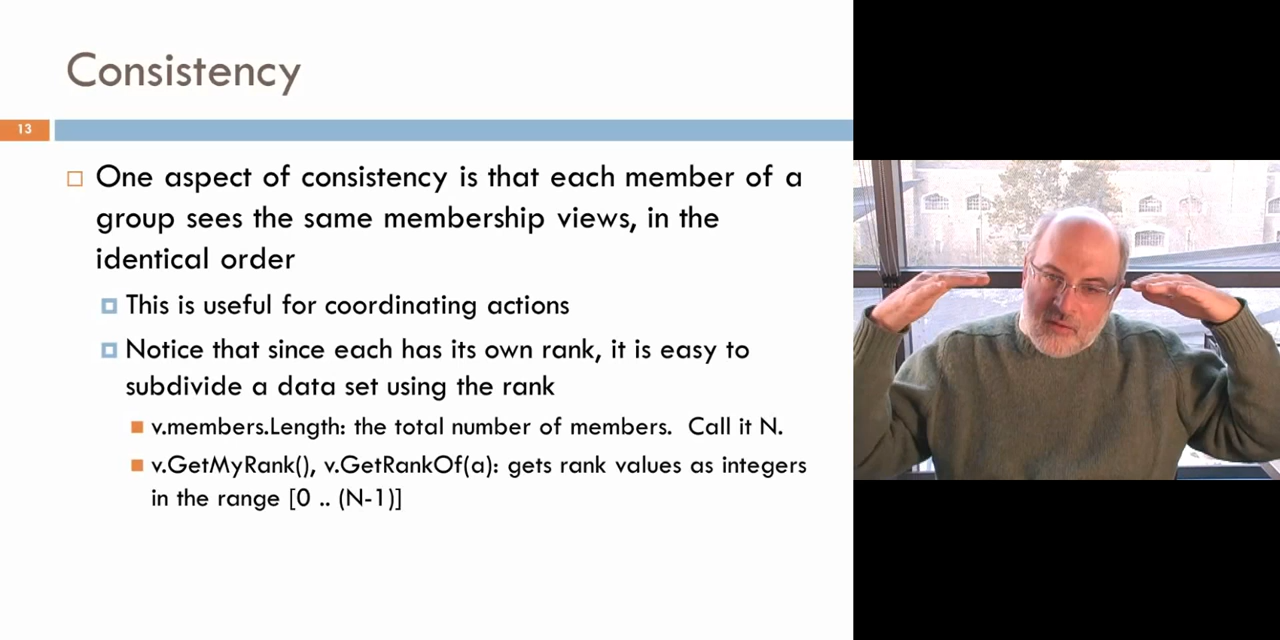 Consistency
13
One aspect of consistency is that each member of a
group sees the same membership views, in the
identical order
This is useful for coordinating actions
Notice that since each has its own rank, it is easy to
subdivide a data set using the rank
v.members.Length: the total number of members.  Call it N.
v.GetMyRank(), v.GetRankOf(a): gets rank values as integers
in the range [0 .. (N-1)]